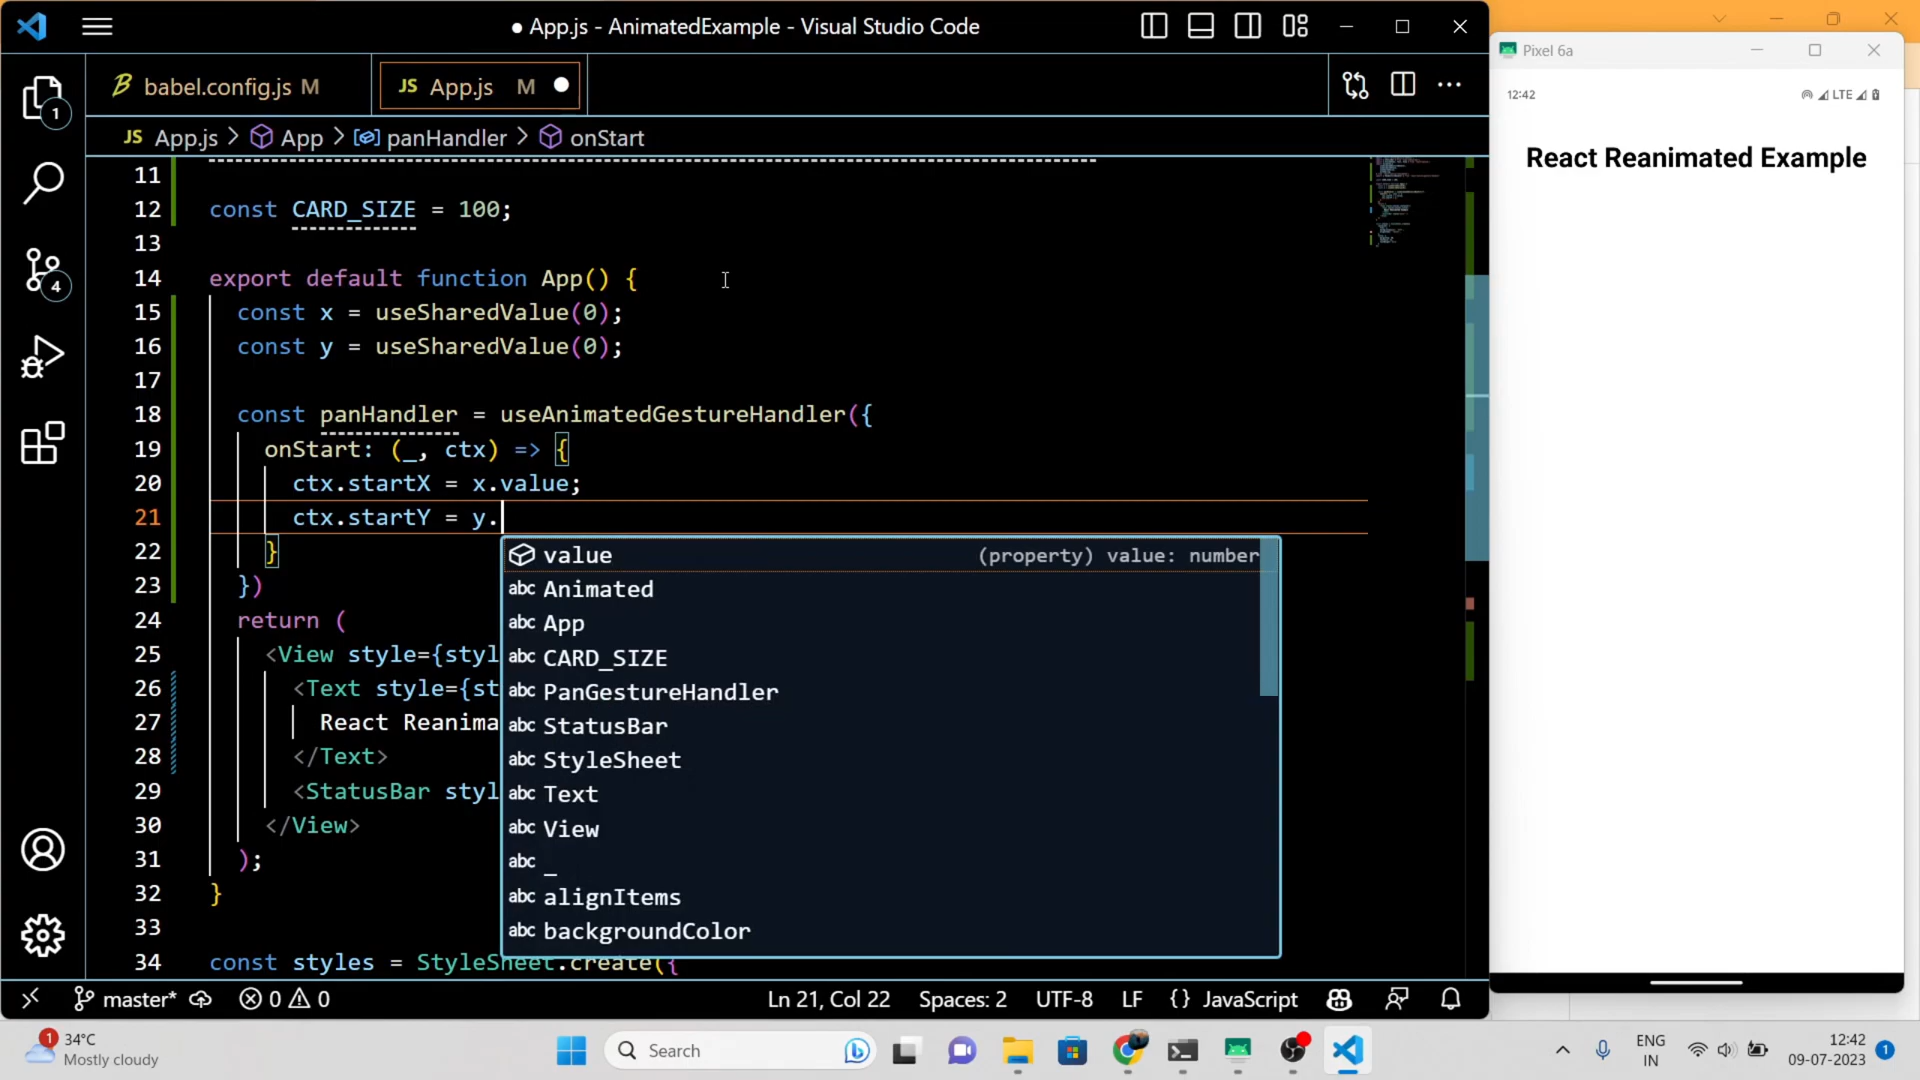 ● App.js - AnimatedExample - Visual Studio Code
babel.config.js M
JS App.js M
JS App.js > App > panHandler > onStart
11
12 const CARD_SIZE = 100;
13
14 export default function App() {
15 const x = useSharedValue(0);
16 const y = useSharedValue(0);
17
18 const panHandler = useAnimatedGestureHandler({
19 onStart: (_, ctx) => {
20 ctx.startX = x.value;
21 ctx.startY = y.
22 }
23 })
24 return (
25 <View style={styl
26 <Text style={st
27 React Reanima
28 </Text>
29 <StatusBar styl
30 </View>
31 );
32 }
33
34 const styles = StyleSheet.create({
value (property) value: number
abc Animated
abc App
abc CARD_SIZE
abc PanGestureHandler
abc StatusBar
abc StyleSheet
abc Text
abc View
abc _
abc alignItems
abc backgroundColor
1
4
master* 0 0 Ln 21, Col 22 Spaces: 2 UTF-8 LF {} JavaScript
Pixel 6a
12:42 LTE
React Reanimated Example
1
34°C
Mostly cloudy
Search
ENG
IN
12:42
09-07-2023
1